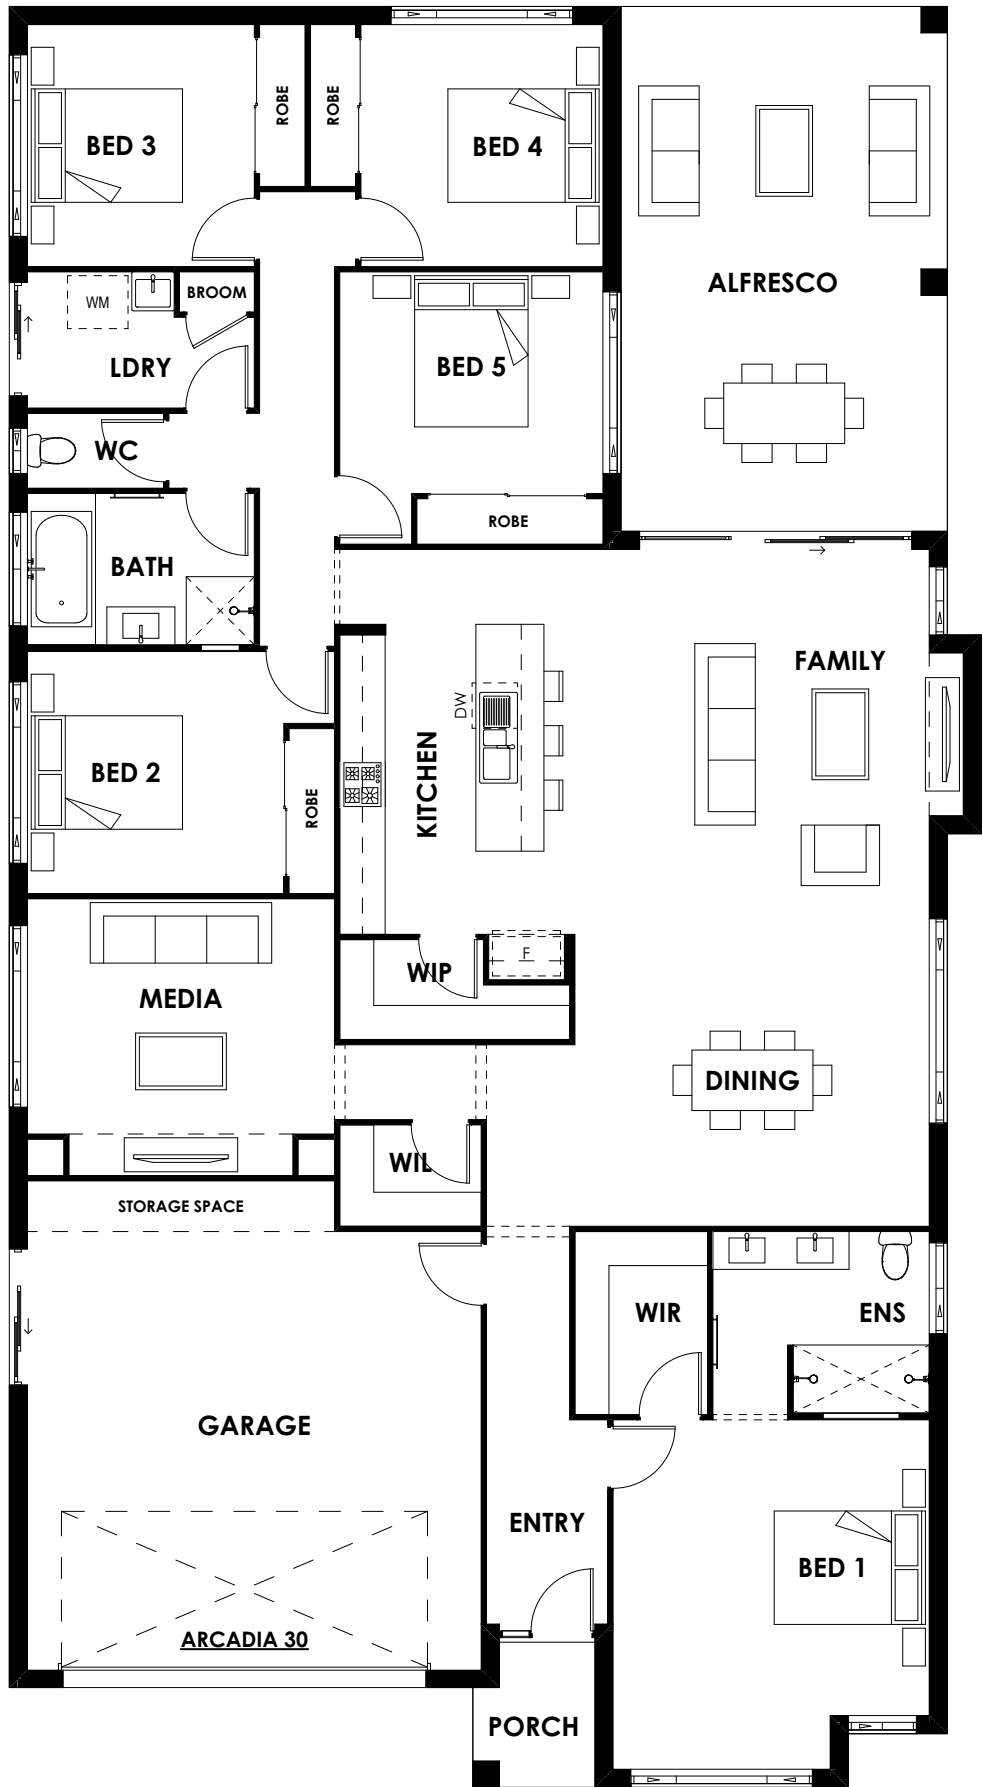 BED 3
ROBE
ROBE
BED 4
ALFRESCO
WM
BROOM
LDRY
BED 5
WC
ROBE
BATH
FAMILY
BED 2
ROBE
KITCHEN
DW
WIP
F
MEDIA
DINING
WIL
STORAGE SPACE
WIR
ENS
GARAGE
ENTRY
BED 1
ARCADIA 30
PORCH